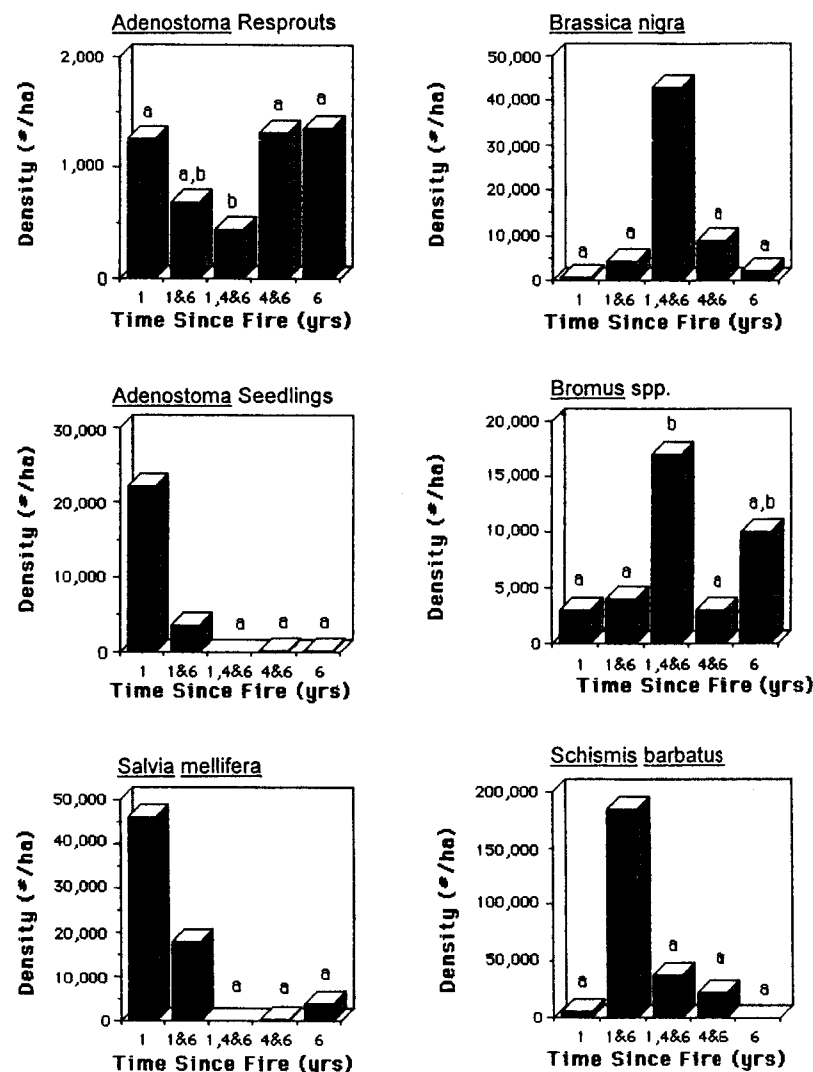 Adenostoma Resprouts
2,000
1,000
0
Density (#/ha)
a
a,b
b
a
a
1 1&6 1,4&6 4&6 6
Time Since Fire (yrs)
Brassica nigra
50,000
40,000
30,000
20,000
10,000
0
Density (#/ha)
a
a
a
a
1 1&6 1,4&6 4&6 6
Time Since Fire (yrs)
Adenostoma Seedlings
30,000
20,000
10,000
0
Density (#/ha)
a a a
1 1&6 1,4&6 4&6 6
Time Since Fire (yrs)
Bromus spp.
20,000
15,000
10,000
5,000
0
Density (#/ha)
a
a
b
a
a,b
1 1&6 1,4&6 4&6 6
Time Since Fire (yrs)
Salvia mellifera
50,000
40,000
30,000
20,000
10,000
0
Density (#/ha)
a a a
1 1&6 1,4&6 4&6 6
Time Since Fire (yrs)
Schismis barbatus
200,000
150,000
100,000
50,000
0
Density (#/ha)
a
a
a
a
1 1&6 1,4&6 4&6 6
Time Since Fire (yrs)